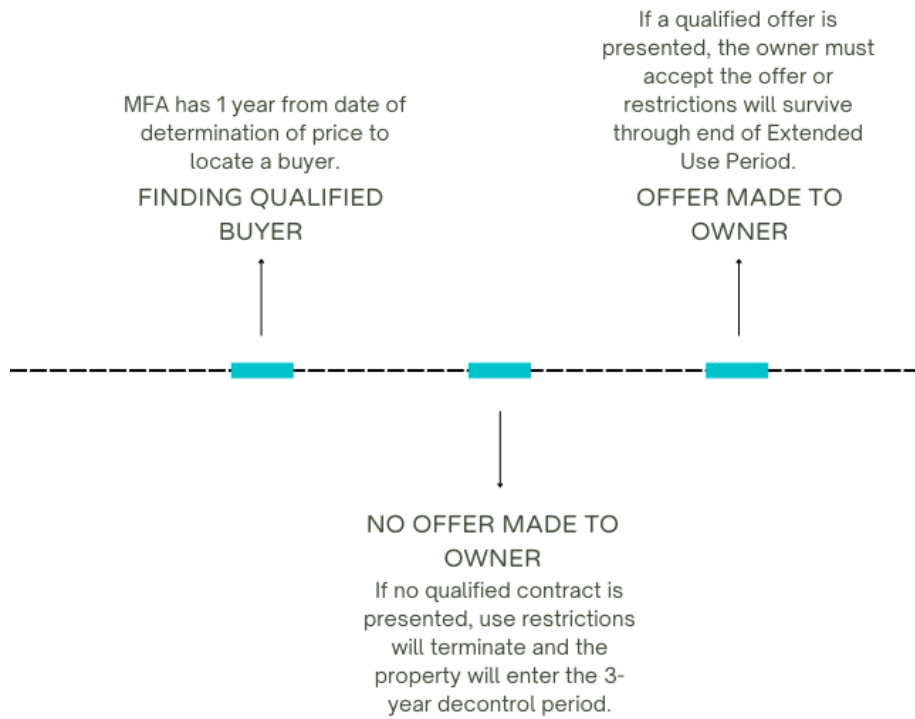 MFA has 1 year from date of
determination of price to
locate a buyer.
FINDING QUALIFIED
BUYER
If a qualified offer is
presented, the owner must
accept the offer or
restrictions will survive
through end of Extended
Use Period.
OFFER MADE TO
OWNER
NO OFFER MADE TO
OWNER
If no qualified contract is
presented, use restrictions
will terminate and the
property will enter the 3-
year decontrol period.